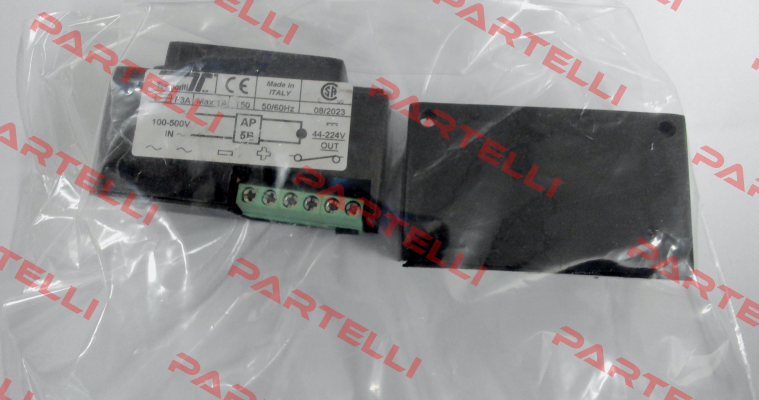 PARTELLI
CE
Made in
ITALY
Max 1A
150
50/60Hz
08/2023
100-500V
AP
44-224V
IN ~
OUT
~ ~ - +
PARTELLI
PARTELLI
PARTELLI
PARTELLI
PARTELLI
PARTELLI
PARTELLI